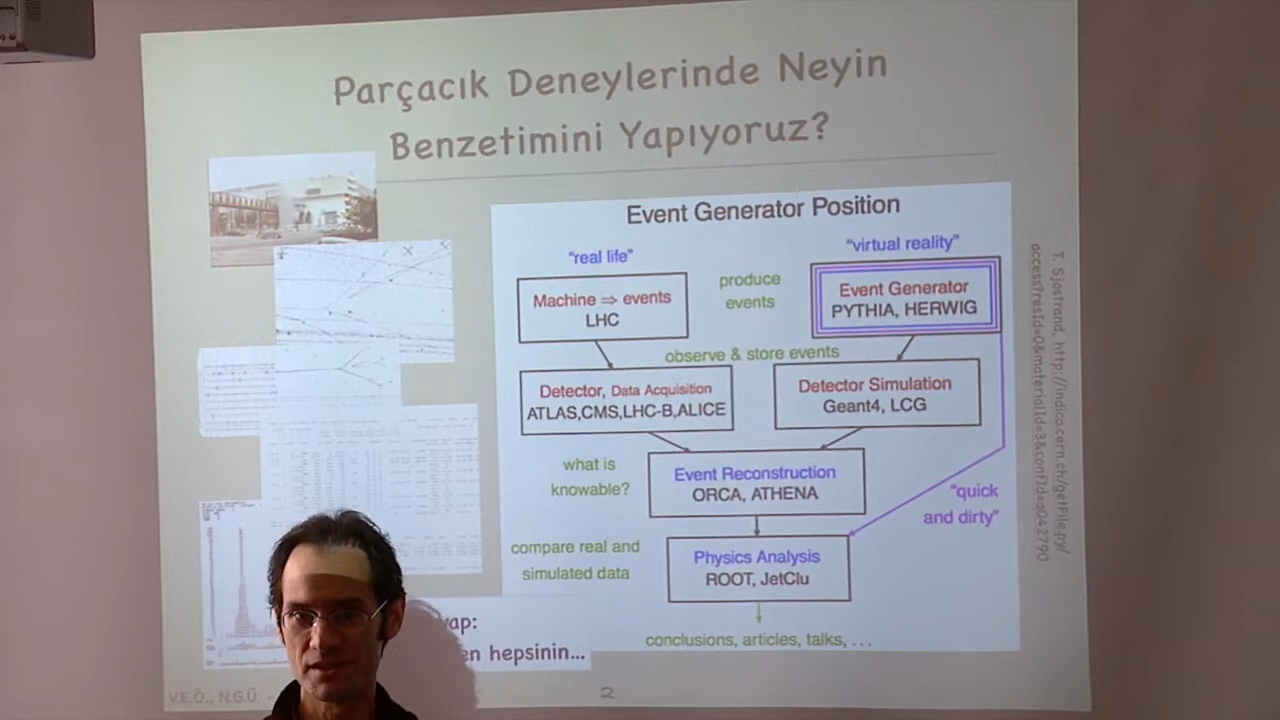 Parçacık Deneylerinde Neyin
Benzetimini Yapıyoruz?
Event Generator Position
"real life"
"virtual reality"
Machine ⇒ events
LHC
produce
events
Event Generator
PYTHIA, HERWIG
observe & store events
Detector, Data Acquisition
ATLAS,CMS,LHC-B,ALICE
Detector Simulation
Geant4, LCG
what is
knowable?
Event Reconstruction
ORCA, ATHENA
"quick
and dirty"
compare real and
simulated data
Physics Analysis
ROOT, JetClu
conclusions, articles, talks, ...
T. Sjostrand, http://indico.cern.ch/getFile.py/
access?resId=0&materialId=3&confId=a042790
vap:
en hepsinin...
V.E.Ö., N.G.Ü. -
2